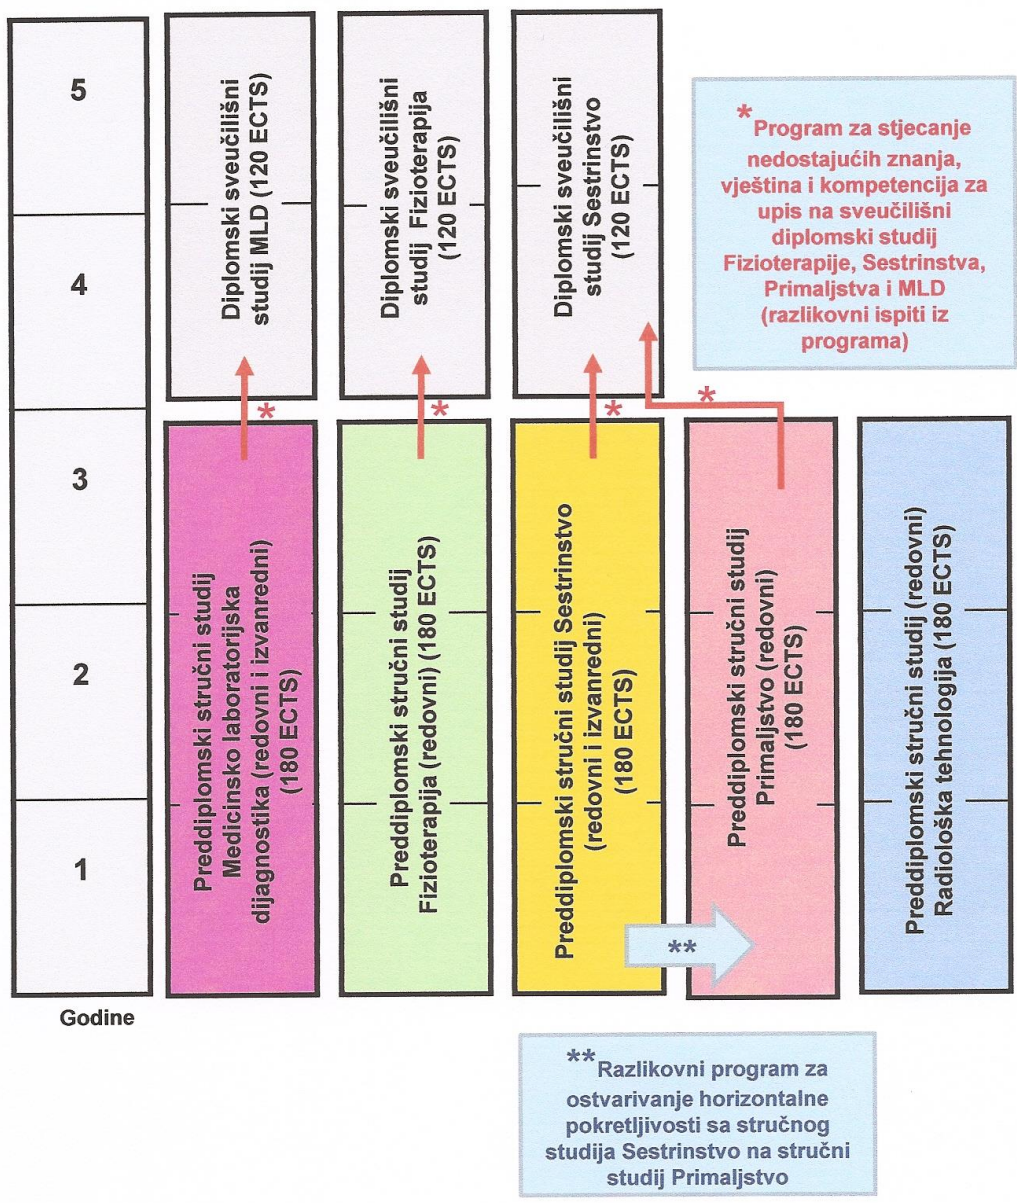 5
4
3
2
1
Godine
Diplomski sveučilišni
studij MLD (120 ECTS)
Diplomski sveučilišni
studij Fizioterapija
(120 ECTS)
Diplomski sveučilišni
studij Sestrinstvo
(120 ECTS)
*Program za stjecanje
nedostajućih znanja,
vještina i kompetencija za
upis na sveučilišni
diplomski studij
Fizioterapije, Sestrinstva,
Primaljstva i MLD
(razlikovni ispiti iz
programa)
*
*
*
*
Preddiplomski stručni studij
Medicinsko laboratorijska
dijagnostika (redovni i izvanredni)
(180 ECTS)
Preddiplomski stručni studij
Fizioterapija (redovni) (180 ECTS)
Preddiplomski stručni studij Sestrinstvo
(redovni i izvanredni)
(180 ECTS)
Preddiplomski stručni studij
Primaljstvo (redovni)
(180 ECTS)
Preddiplomski stručni studij (redovni)
Radiološka tehnologija (180 ECTS)
**
**Razlikovni program za
ostvarivanje horizontalne
pokretljivosti sa stručnog
studija Sestrinstvo na stručni
studij Primaljstvo